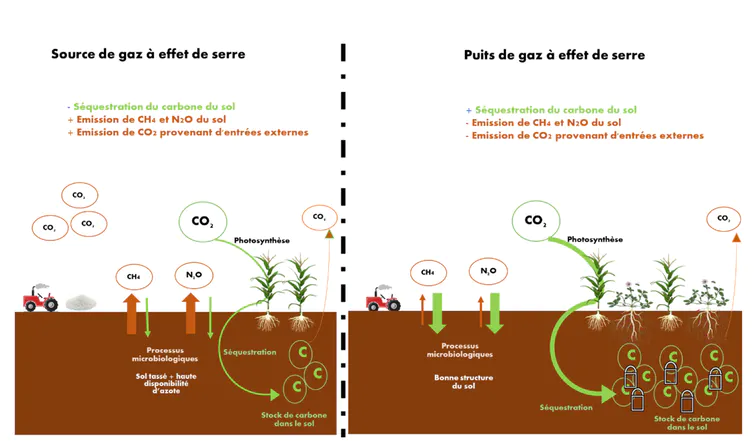 Source de gaz à effet de serre
- Séquestration du carbone du sol
+ Emission de CH4 et N2O du sol
+ Emission de CO2 provenant d'entrées externes
CO2
CO2
CO2
CO2
CO2
Photosynthèse
CH4
N2O
Processus
microbiologiques
Sol tassé + haute
disponibilité
d'azote
Séquestration
C
C
C
Stock de carbone
dans le sol
Puits de gaz à effet de serre
+ Séquestration du carbone du sol
- Emission de CH4 et N2O du sol
- Emission de CO2 provenant d'entrées externes
CO2
CO2
Photosynthèse
CH4
N2O
Processus
microbiologiques
Bonne structure
du sol
Séquestration
C
C
C
C
C
C
C
Stock de carbone
dans le sol